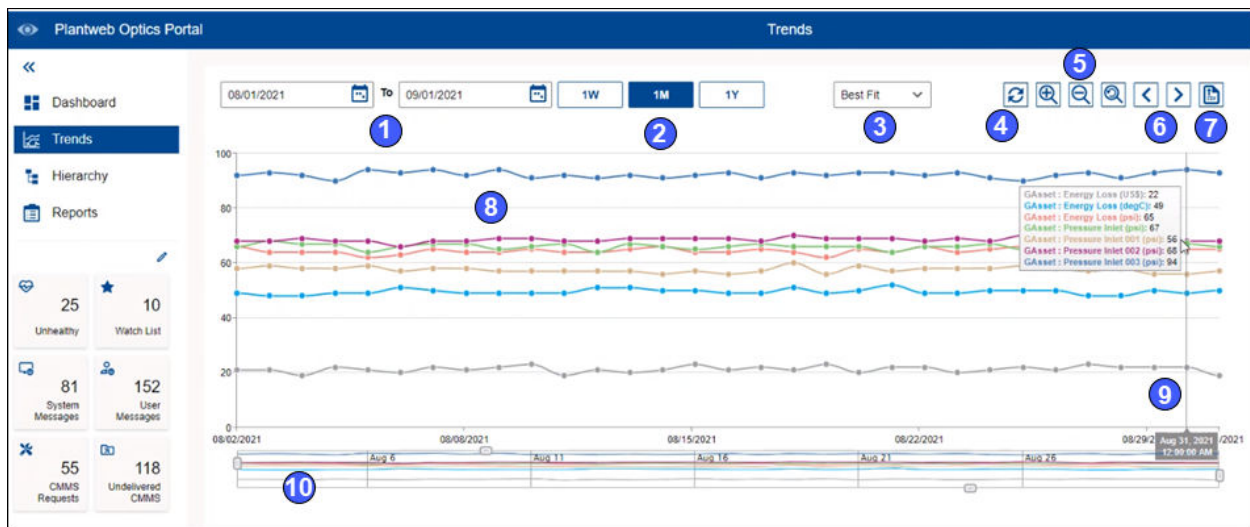 Plantweb Optics Portal
Trends
Dashboard
Trends
Hierarchy
Reports
25
Unhealthy
10
Watch List
81
System
Messages
152
User
Messages
55
CMMS
Requests
118
Undelivered
CMMS
08/01/2021
To
09/01/2021
1W
1M
1Y
Best Fit
1
2
3
4
5
6
7
8
9
10
100
80
60
40
20
0
GAsset : Energy Loss (US$): 22
GAsset : Energy Loss (degC): 49
GAsset : Energy Loss (psi): 65
GAsset : Pressure Inlet (psi): 67
GAsset : Pressure Inlet 001 (psi): 56
GAsset : Pressure Inlet 002 (psi): 68
GAsset : Pressure Inlet 003 (psi): 94
08/02/2021
08/08/2021
08/15/2021
08/22/2021
08/29/2
/2021
Aug 31, 2021
12:00:00 AM
Aug 6
Aug 11
Aug 16
Aug 21
Aug 26